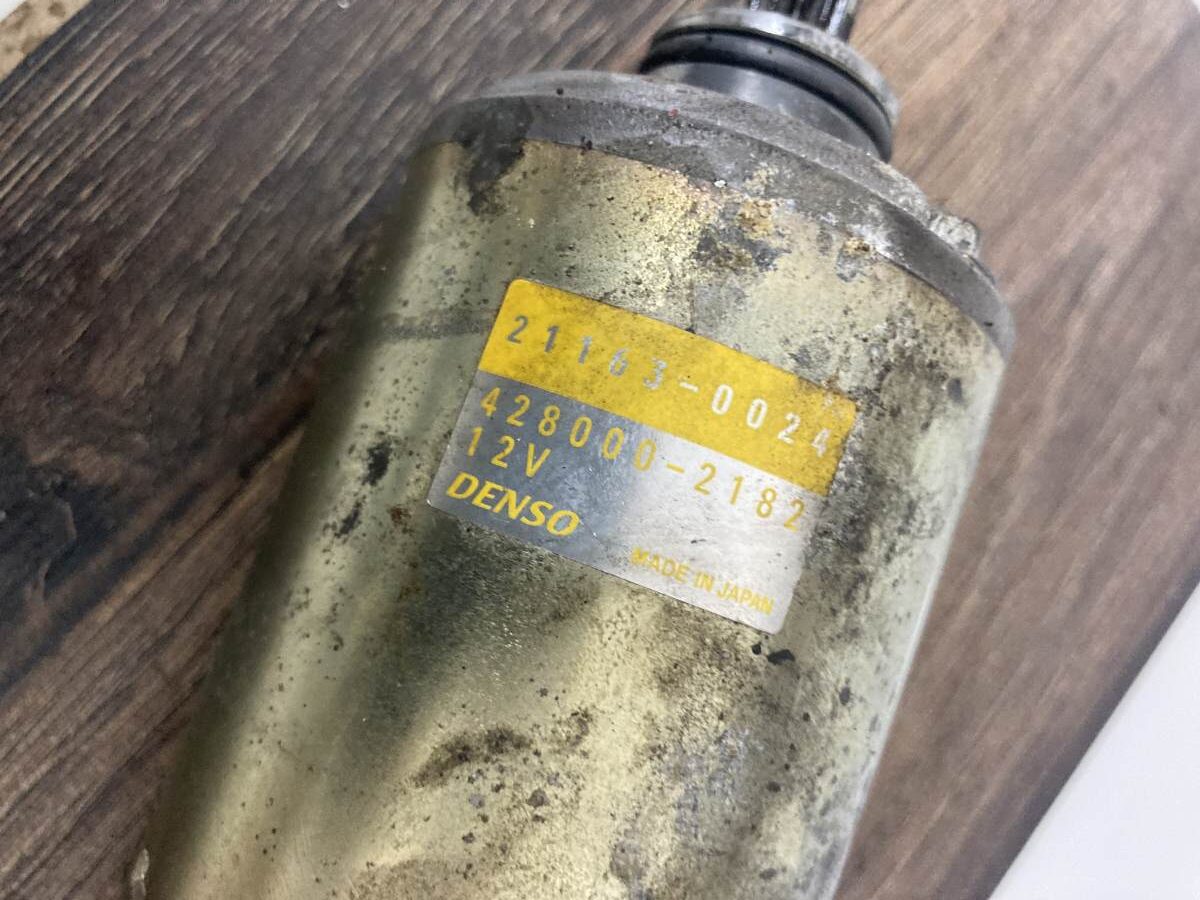 21163-0024
428000-2182
12V
DENSO
MADE IN JAPAN